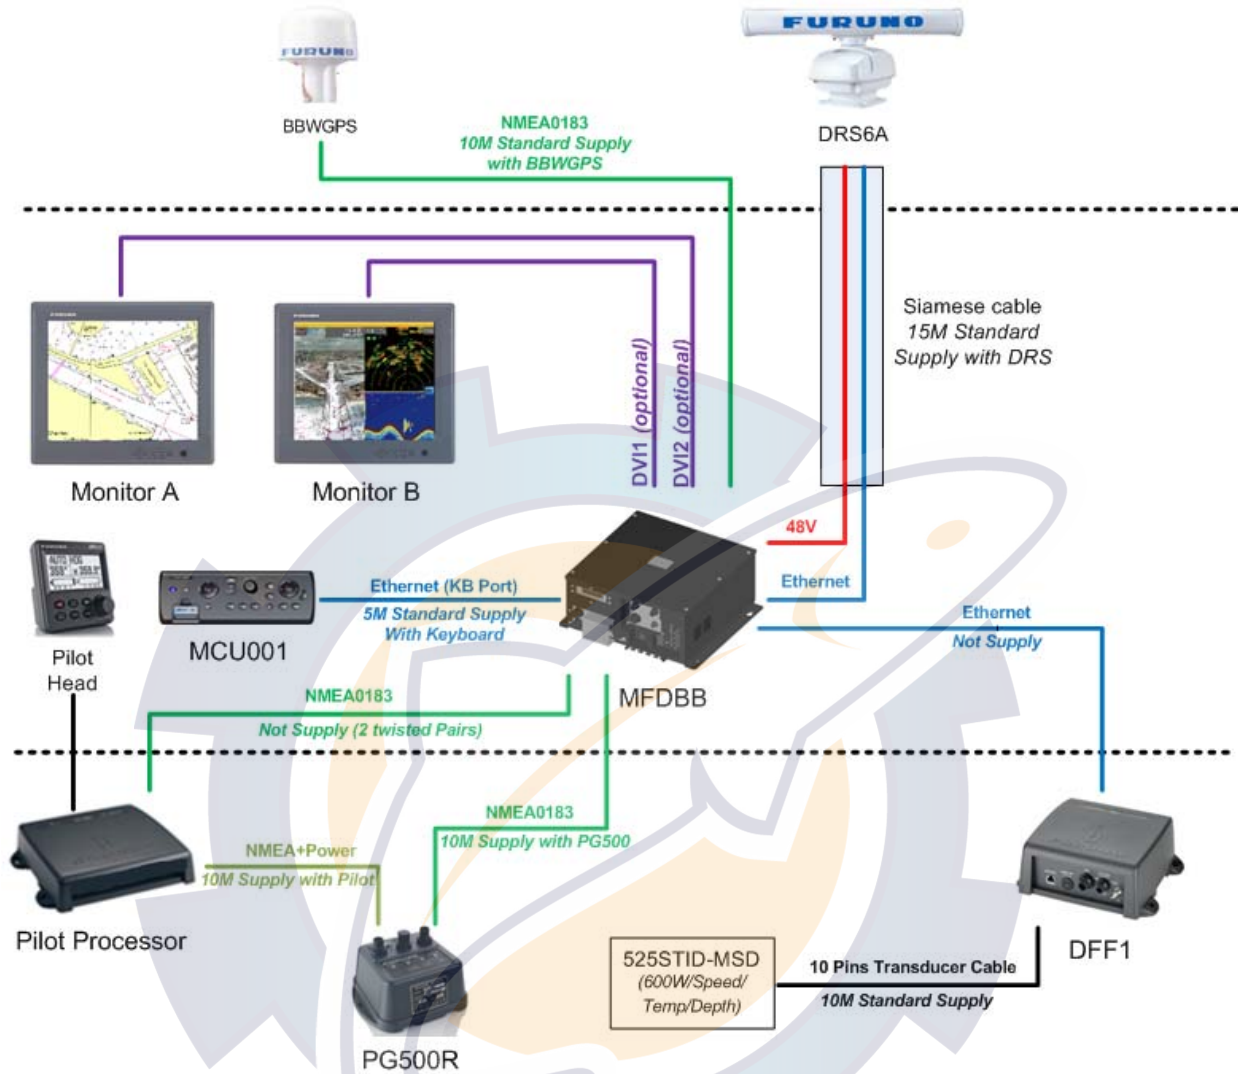 FURUNO
FURUNO
BBWGPS
NMEA0183
10M Standard Supply
with BBWGPS
DRS6A
Siamese cable
15M Standard
Supply with DRS
DVI1 (optional)
DVI2 (optional)
Monitor A
Monitor B
48V
Ethernet
Ethernet (KB Port)
5M Standard Supply
With Keyboard
Ethernet
Not Supply
AUTO HDG
MCU001
Pilot
Head
MFDBB
NMEA0183
Not Supply (2 twisted Pairs)
NMEA0183
10M Supply with PG500
NMEA+Power
10M Supply with Pilot
Pilot Processor
PG500R
525STID-MSD
(600W/Speed/
Temp/Depth)
10 Pins Transducer Cable
10M Standard Supply
DFF1